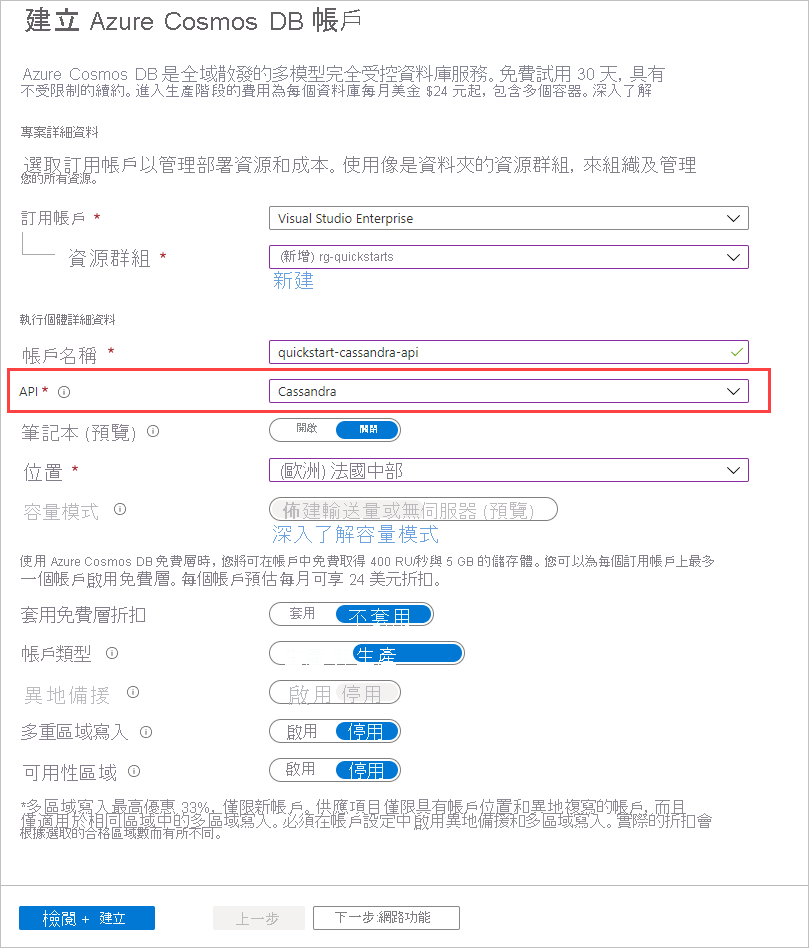 建立 Azure Cosmos DB 帳戶
Azure Cosmos DB 是全域散發的多模型完全受控資料庫服務。免費試用 30 天, 具有
不受限制的續約。進入生產階段的費用為每個資料庫每月美金 $24 元起, 包含多個容器。深入了解
專案詳細資料
選取訂用帳戶以管理部署資源和成本。使用像是資料夾的資源群組, 來組織及管理
您的所有資源。
訂用帳戶 * Visual Studio Enterprise
資源群組 * (新增) rg-quickstarts
新建
執行個體詳細資料
帳戶名稱 * quickstart-cassandra-api
API * Cassandra
筆記本 (預覽) 開啟 關閉
位置 * (歐洲) 法國中部
容量模式 佈建輸送量或無伺服器 (預覽)
深入了解容量模式
使用 Azure Cosmos DB 免費層時, 您將可在帳戶中免費取得 400 RU/秒與 5 GB 的儲存體。您可以為每個訂用帳戶上最多
一個帳戶啟用免費層。每個帳戶預估每月可享 24 美元折扣。
套用免費層折扣 套用 不套用
帳戶類型 生產
異地備援 啟用 停用
多重區域寫入 啟用 停用
可用性區域 啟用 停用
*多區域寫入最高優惠 33%, 僅限新帳戶。供應項目僅限具有帳戶位置和異地複寫的帳戶, 而且
僅適用於相同區域中的多區域寫入。必須在帳戶設定中啟用異地備援和多區域寫入。實際的折扣會
根據選取的合格區域數而有所不同。
檢閱 + 建立 上一步 下一步:網路功能